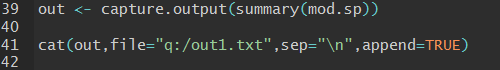 39 out <- capture.output(summary(mod.sp))
40
41 cat(out,file="q:/out1.txt",sep="\n",append=TRUE)
42